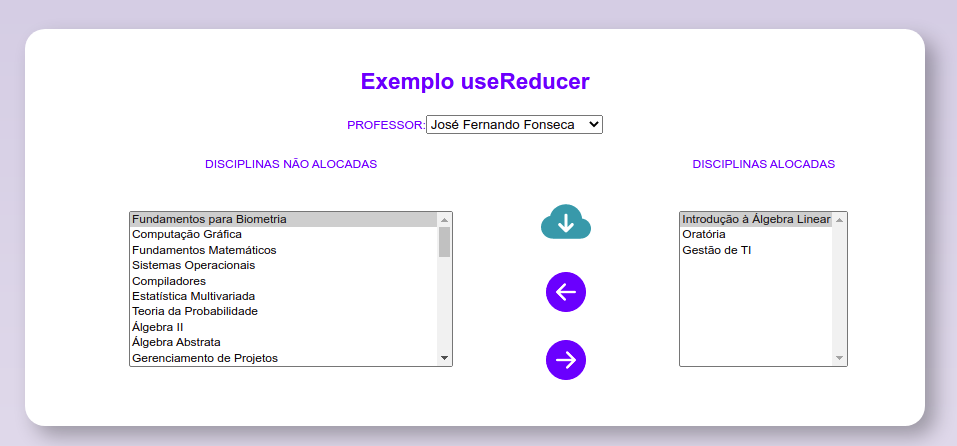 Exemplo useReducer
PROFESSOR: José Fernando Fonseca
DISCIPLINAS NÃO ALOCADAS
Fundamentos para Biometria
Computação Gráfica
Fundamentos Matemáticos
Sistemas Operacionais
Compiladores
Estatística Multivariada
Teoria da Probabilidade
Álgebra II
Álgebra Abstrata
Gerenciamento de Projetos
DISCIPLINAS ALOCADAS
Introdução à Álgebra Linear
Oratória
Gestão de TI